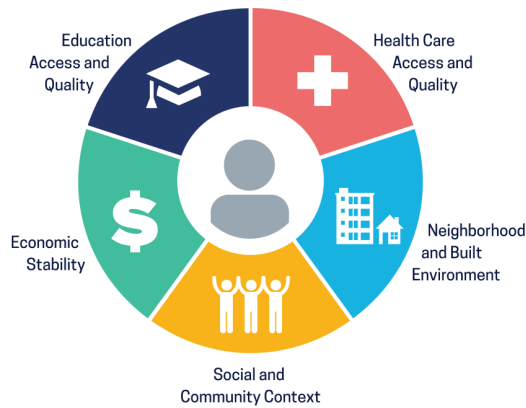 Education
Access and
Quality
Health Care
Access and
Quality
Economic
Stability
Neighborhood
and Built
Environment
Social and
Community Context